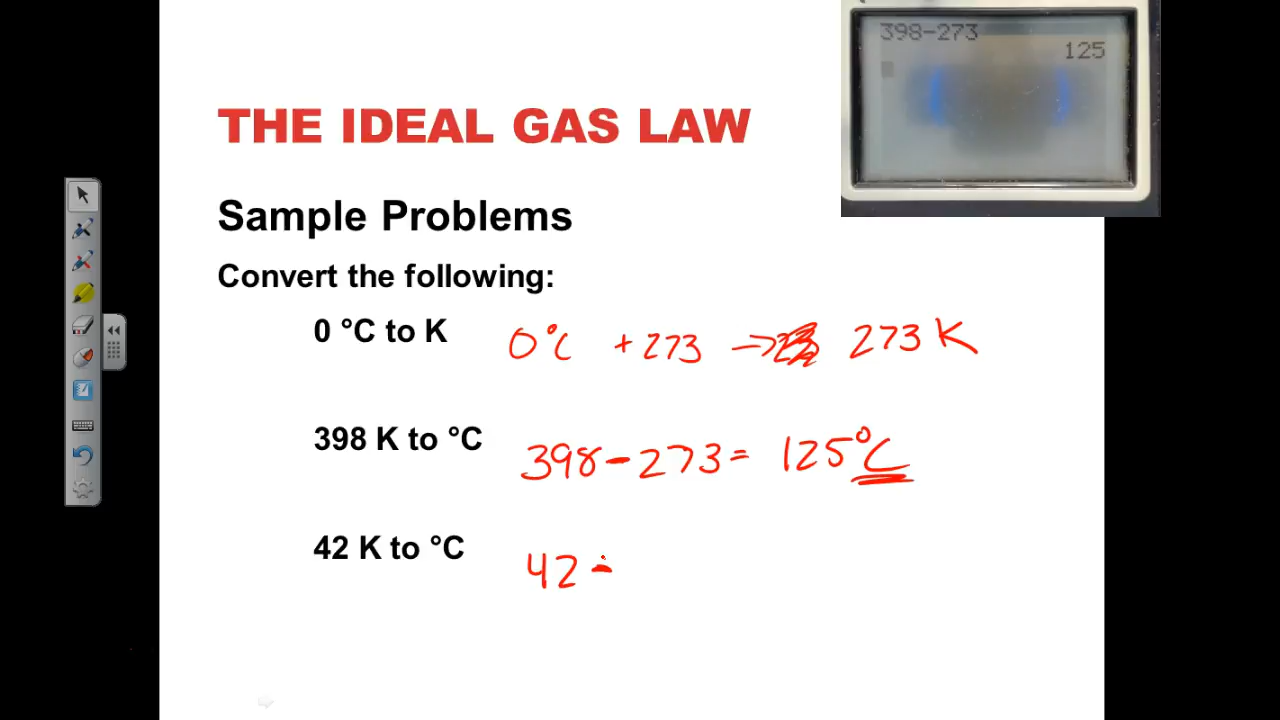 398-273
125
THE IDEAL GAS LAW
Sample Problems
Convert the following:
0 °C to K 0°C +273 → 273 K
398 K to °C 398-273= 125°C
42 K to °C 42 -